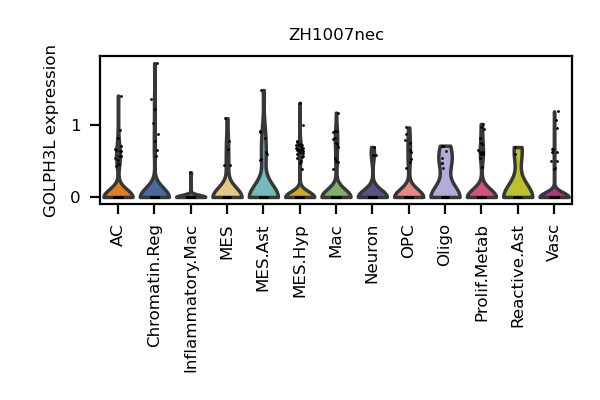 ZH1007nec
GOLPH3L expression
1
0
AC
Chromatin.Reg
Inflammatory.Mac
MES
MES.Ast
MES.Hyp
Mac
Neuron
OPC
Oligo
Prolif.Metab
Reactive.Ast
Vasc